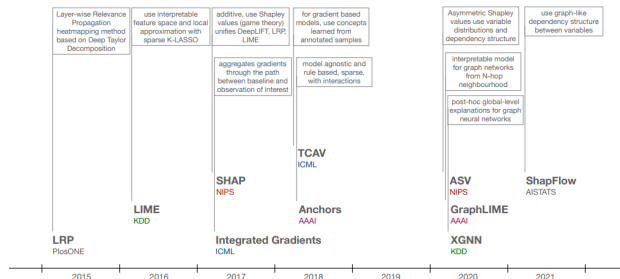 Layer-wise Relevance
Propagation
heatmapping method
based on Deep Taylor
Decomposition
use interpretable
feature space and local
approximation with
sparse K-LASSO
additive, use Shapley
values (game theory)
unifies DeepLIFT, LRP,
LIME
for gradient based
models, use concepts
learned from
annotated samples
Asymmetric Shapley
values use variable
distributions and
dependency structure
use graph-like
dependency structure
between variables
aggregates gradients
through the path
between baseline and
observation of interest
model agnostic and
rule based, sparse,
with interactions
interpretable model
for graph networks
from N-hop
neighbourhood
post-hoc global-level
explanations for graph
neural networks
TCAV
ICML
SHAP
NIPS
ASV
NIPS
ShapFlow
AISTATS
LIME
KDD
Anchors
AAAI
GraphLIME
AAAI
LRP
PlosONE
Integrated Gradients
ICML
XGNN
KDD
2015 2016 2017 2018 2019 2020 2021